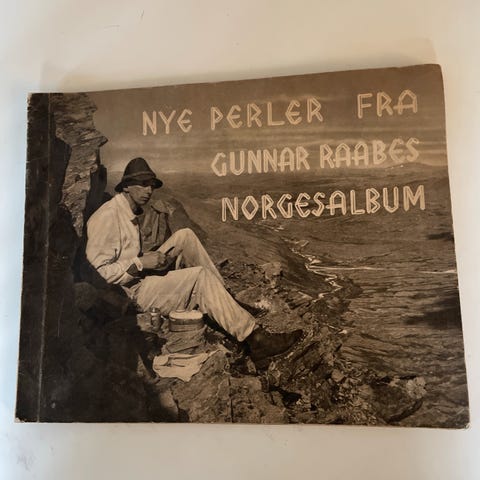 NYE PERLER FRA
GUNNAR RAABES
NORGESALBUM